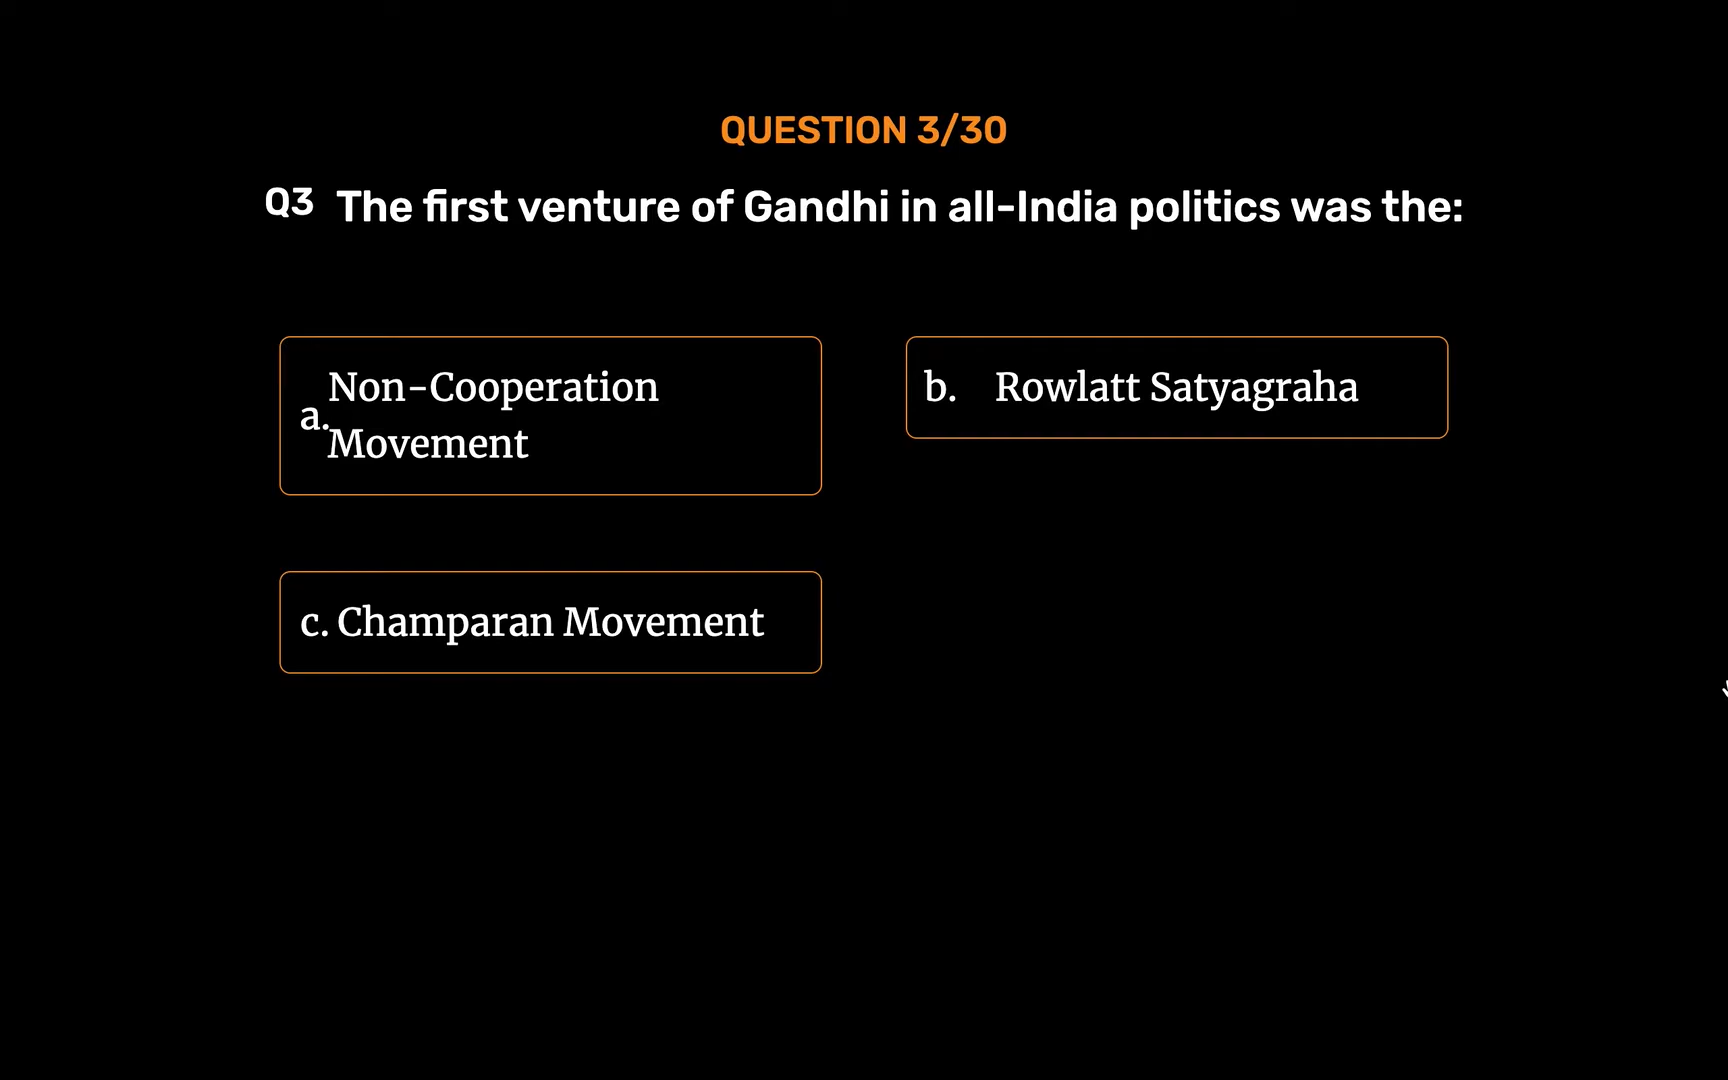 QUESTION 3/30
Q3 The first venture of Gandhi in all-India politics was the:
a. Non-Cooperation
Movement
b. Rowlatt Satyagraha
c. Champaran Movement